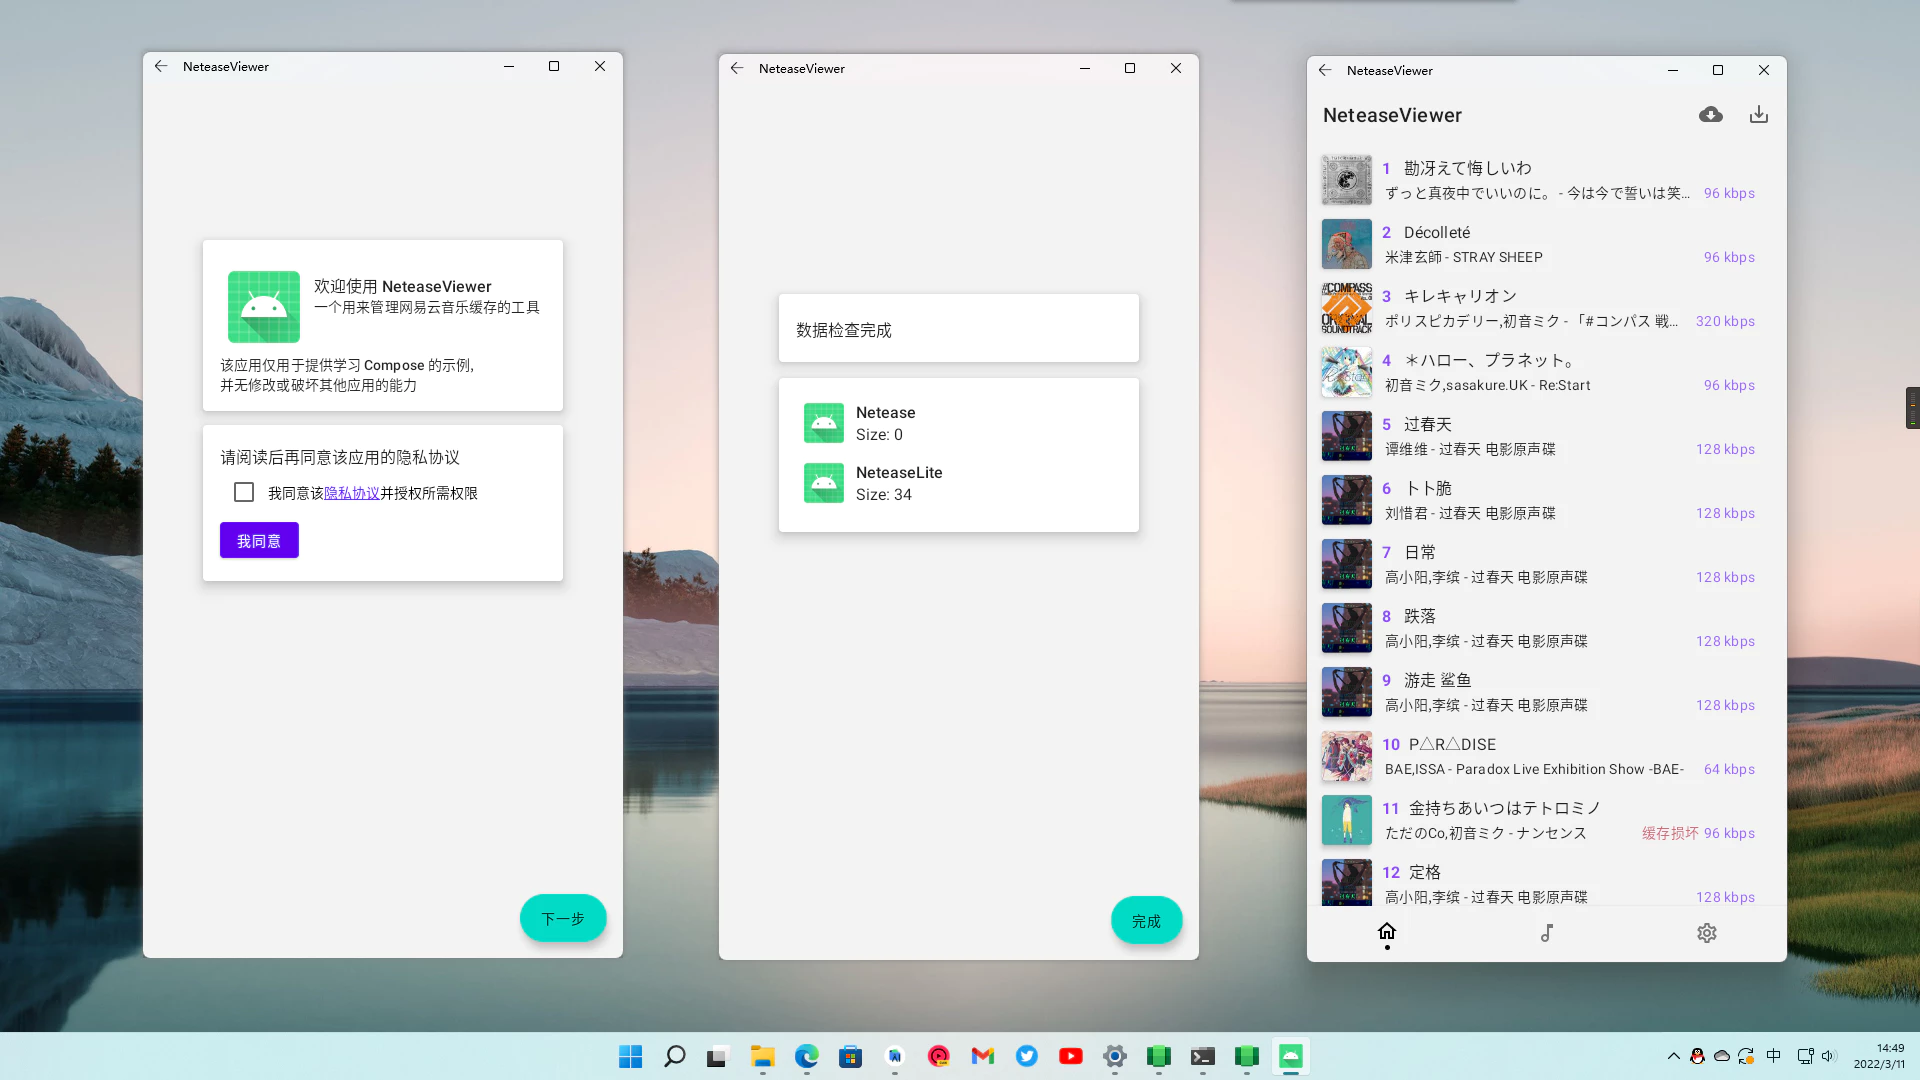 NeteaseViewer
欢迎使用 NeteaseViewer
一个用来管理网易云音乐缓存的工具
该应用仅用于提供学习 Compose 的示例,
并无修改或破坏其他应用的能力
请阅读后再同意该应用的隐私协议
我同意该隐私协议并授权所需权限
我同意
下一步
NeteaseViewer
数据检查完成
Netease
Size: 0
NeteaseLite
Size: 34
完成
NeteaseViewer
NeteaseViewer
1 勘冴えて悔しいわ
ずっと真夜中でいいのに。 - 今は今で誓いは笑... 96 kbps
2 Décolleté
米津玄師 - STRAY SHEEP 96 kbps
#COMPASS
ORIGINAL
SOUNDTRACK
3 キレキャリオン
ポリスピカデリー,初音ミク - 「#コンパス 戦... 320 kbps
4 ＊ハロー、プラネット。
初音ミク,sasakure.UK - Re:Start 96 kbps
5 过春天
谭维维 - 过春天 电影原声碟 128 kbps
6 卜卜脆
刘惜君 - 过春天 电影原声碟 128 kbps
7 日常
高小阳,李缤 - 过春天 电影原声碟 128 kbps
8 跌落
高小阳,李缤 - 过春天 电影原声碟 128 kbps
9 游走 鲨鱼
高小阳,李缤 - 过春天 电影原声碟 128 kbps
10 P△R△DISE
BAE,ISSA - Paradox Live Exhibition Show -BAE- 64 kbps
11 金持ちあいつはテトロミノ
ただのCo,初音ミク - ナンセンス 缓存损坏 96 kbps
12 定格
高小阳,李缤 - 过春天 电影原声碟 128 kbps
中
14:49
2022/3/11